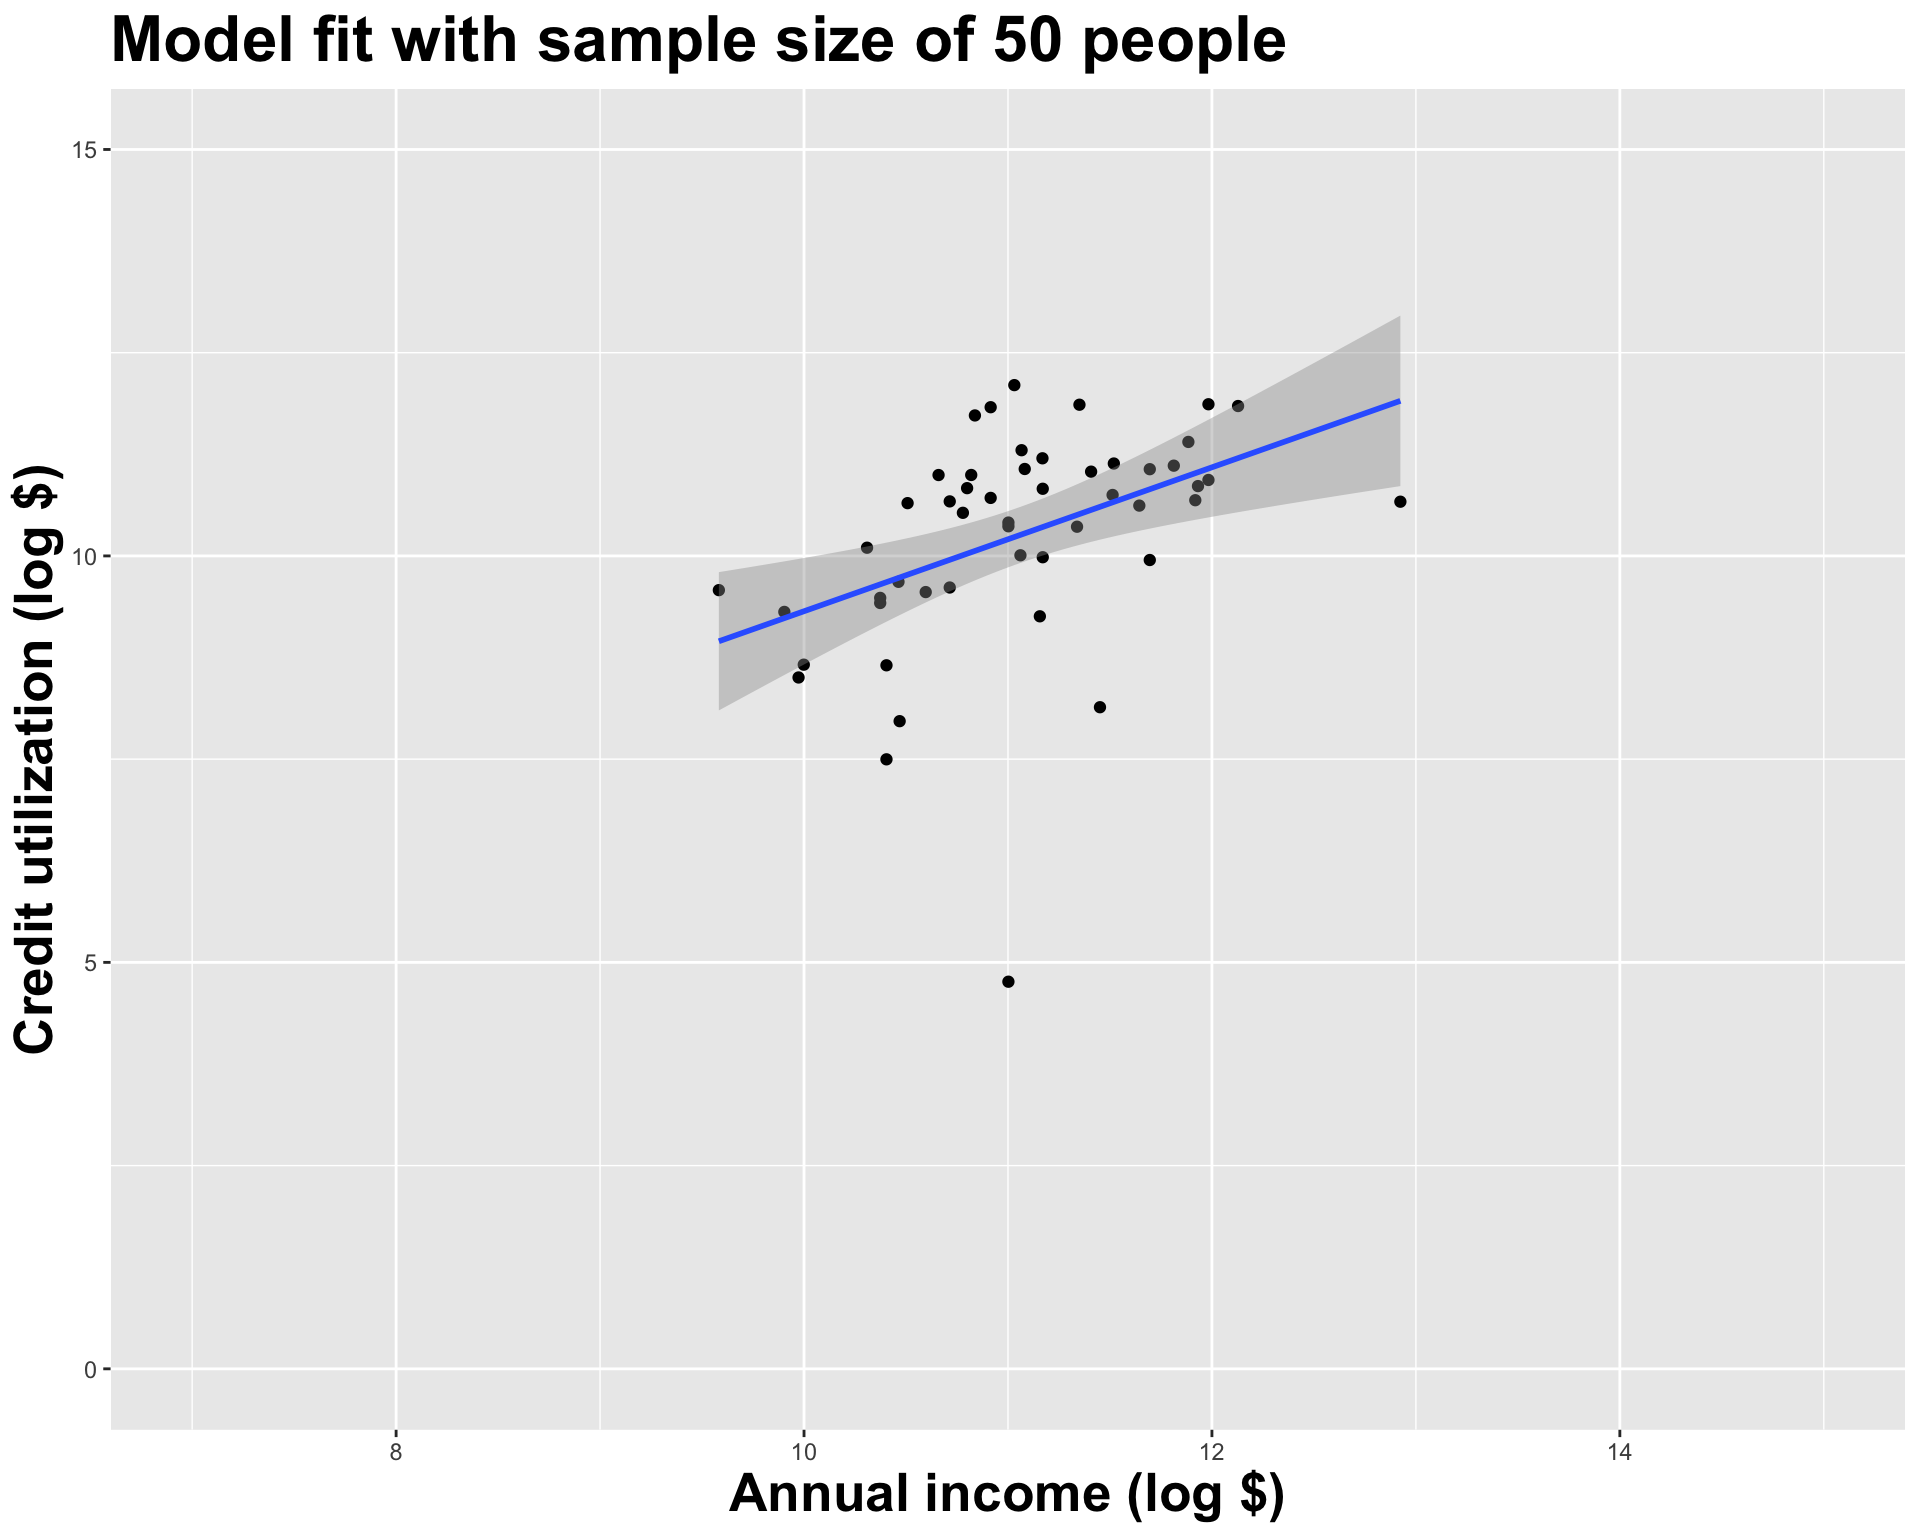 Model fit with sample size of 50 people
Credit utilization (log $)
15
10
5
0
8
10
12
14
Annual income (log $)